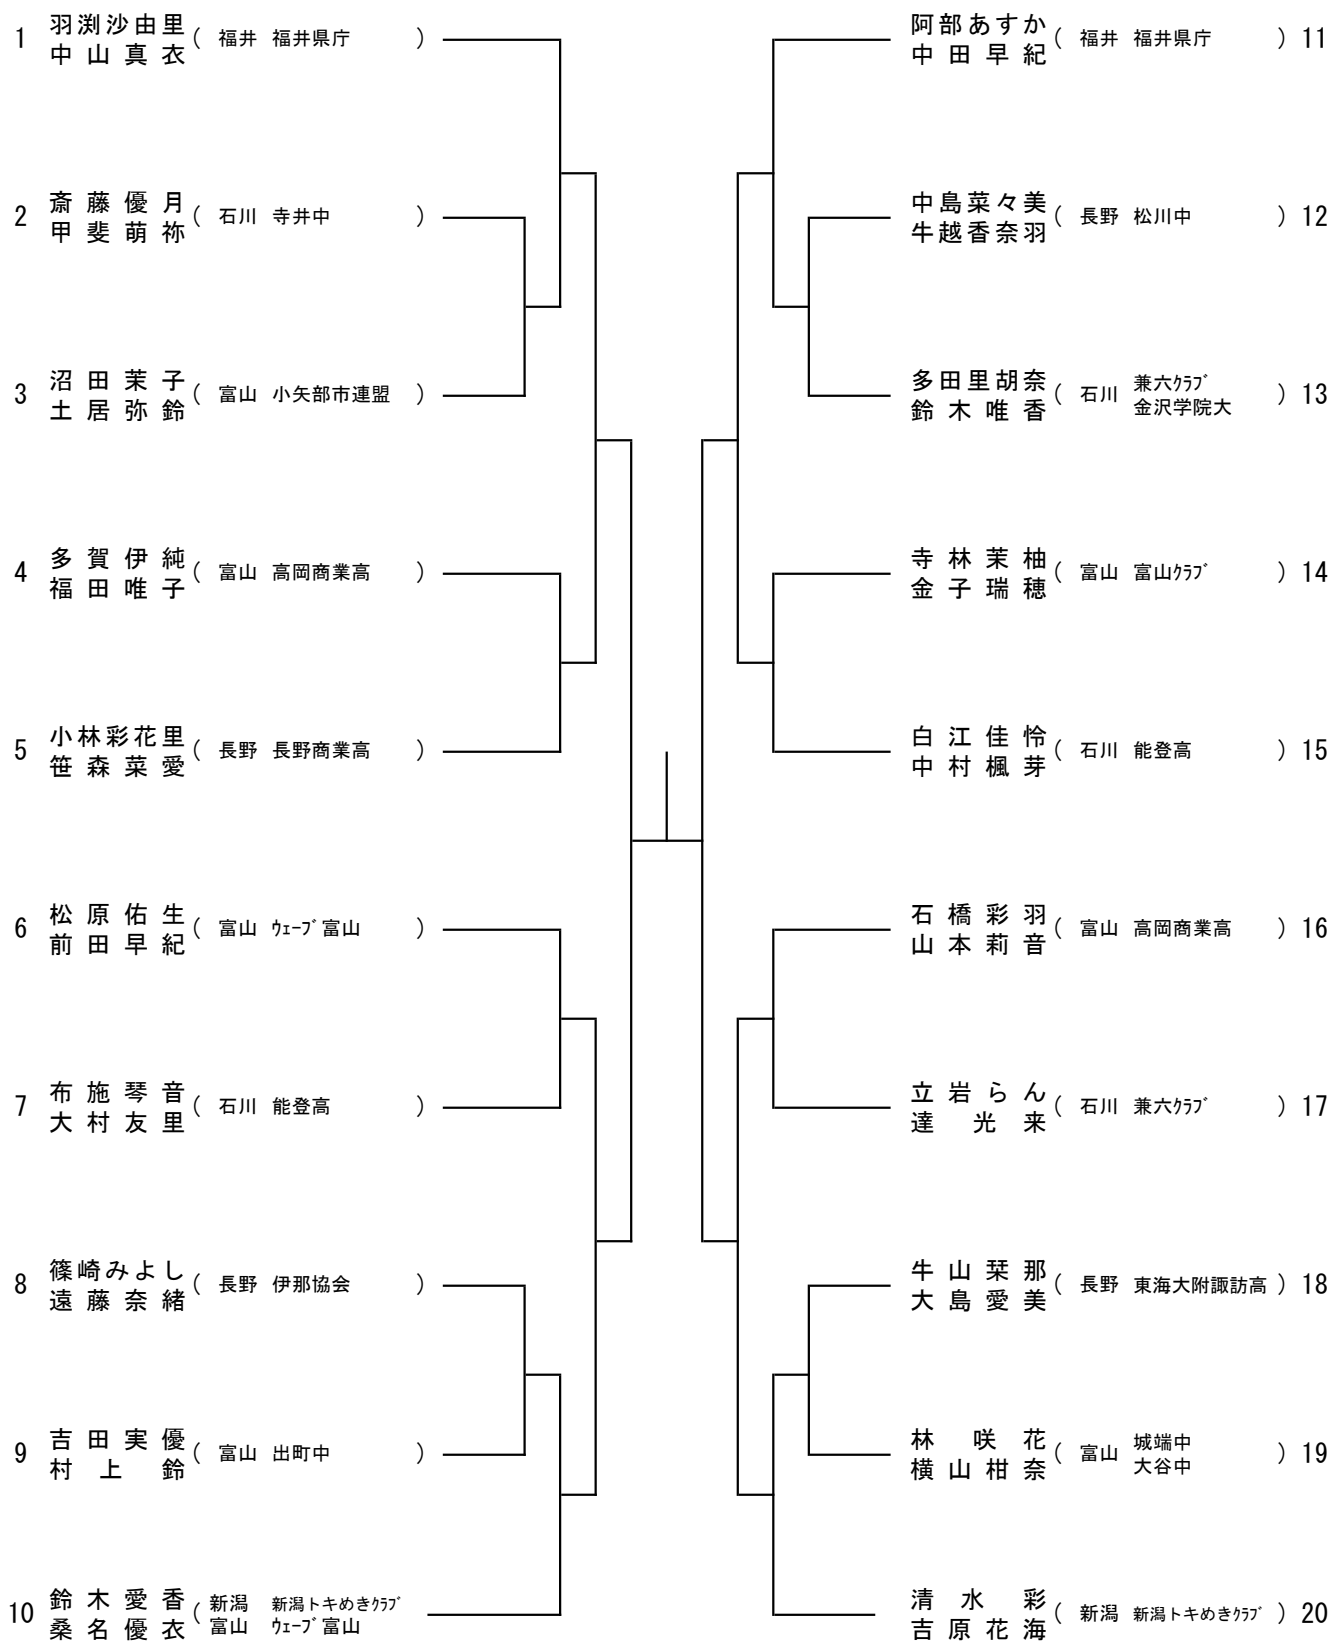 1 羽渕沙由里 中山真衣 ( 福井 福井県庁 )
2 斎藤優月 甲斐萌祢 ( 石川 寺井中 )
3 沼田茉子 土居弥鈴 ( 富山 小矢部市連盟 )
4 多賀伊純 福田唯子 ( 富山 高岡商業高 )
5 小林彩花里 笹森菜愛 ( 長野 長野商業高 )
6 松原佑生 前田早紀 ( 富山 ｳｪｰﾌﾞ富山 )
7 布施琴音 大村友里 ( 石川 能登高 )
8 篠崎みよし 遠藤奈緒 ( 長野 伊那協会 )
9 吉田実優 村上鈴 ( 富山 出町中 )
10 鈴木愛香 桑名優衣 ( 新潟 新潟トキめきｸﾗﾌﾞ 富山 ｳｪｰﾌﾞ富山
阿部あすか 中田早紀 ( 福井 福井県庁 ) 11
中島菜々美 牛越香奈羽 ( 長野 松川中 ) 12
多田里胡奈 鈴木唯香 ( 石川 兼六ｸﾗﾌﾞ 金沢学院大 ) 13
寺林茉柚 金子瑞穂 ( 富山 富山ｸﾗﾌﾞ ) 14
白江佳怜 中村楓芽 ( 石川 能登高 ) 15
石橋彩羽 山本莉音 ( 富山 高岡商業高 ) 16
立岩らん 達光来 ( 石川 兼六ｸﾗﾌﾞ ) 17
牛山栞那 大島愛美 ( 長野 東海大附諏訪高 ) 18
林咲花 横山柑奈 ( 富山 城端中 大谷中 ) 19
清水彩 吉原花海 ( 新潟 新潟トキめきｸﾗﾌﾞ ) 20